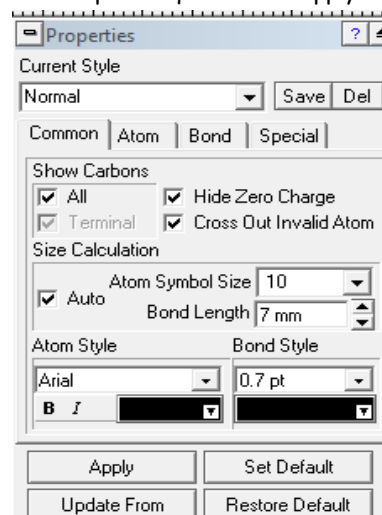 Properties ?
Current Style
Normal Save Del
Common Atom Bond Special
Show Carbons
All Hide Zero Charge
Terminal Cross Out Invalid Atom
Size Calculation
Auto Atom Symbol Size 10
Bond Length 7 mm
Atom Style Bond Style
Arial 0.7 pt
B I
Apply Set Default
Update From Restore Default